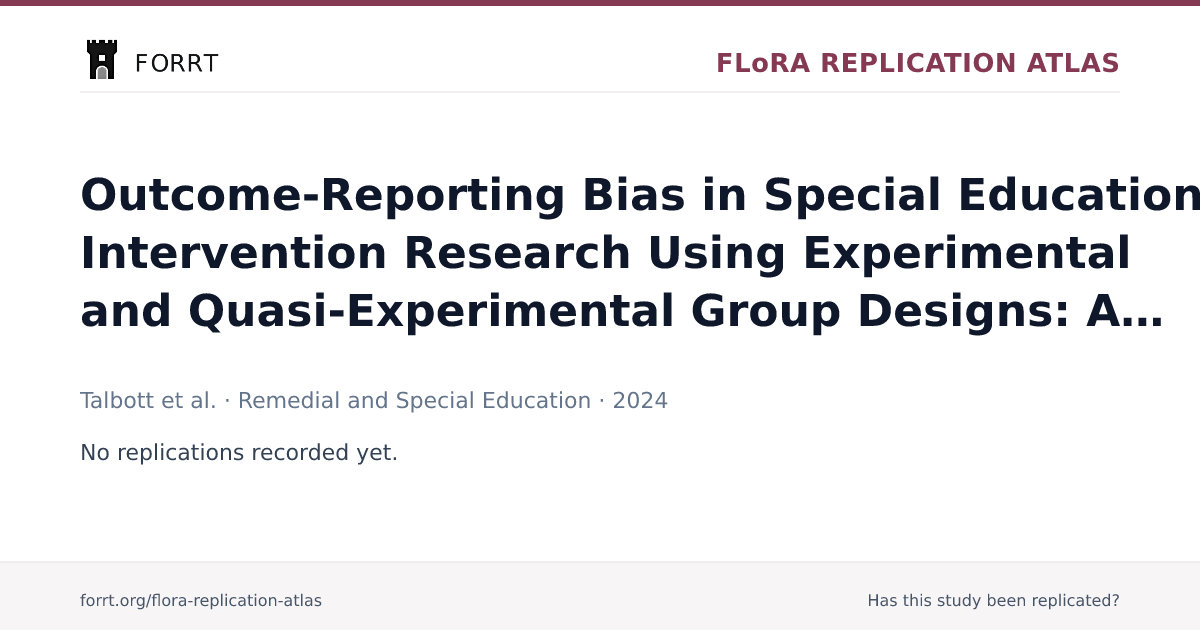 FORRT
FLoRA REPLICATION ATLAS
Outcome-Reporting Bias in Special Education
Intervention Research Using Experimental
and Quasi-Experimental Group Designs: A…
Talbott et al. · Remedial and Special Education · 2024
No replications recorded yet.
forrt.org/flora-replication-atlas
Has this study been replicated?